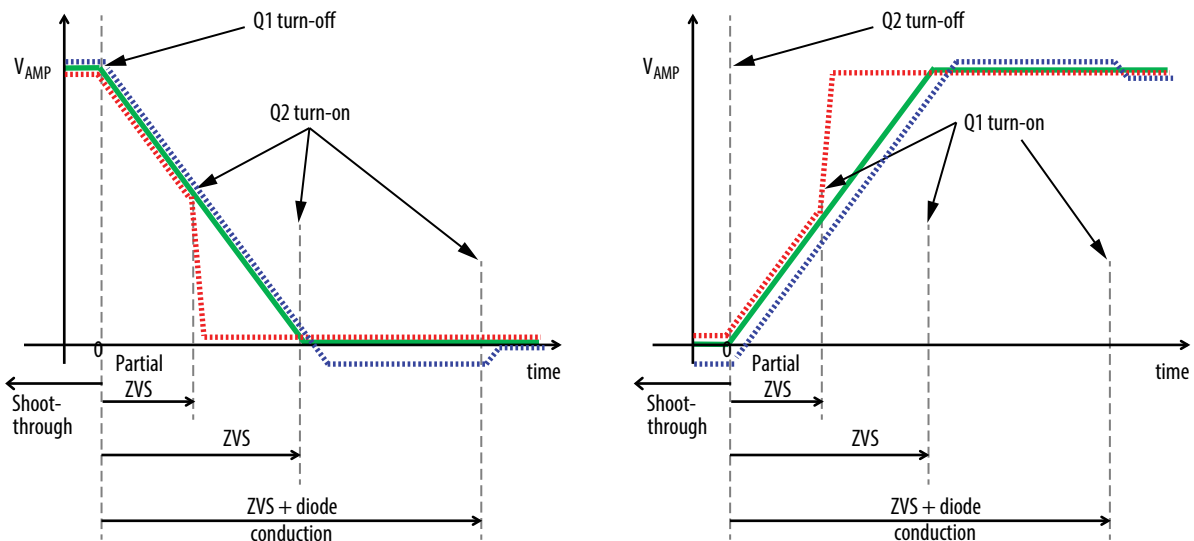 Q1 turn-off
VAMP
Q2 turn-on
0
Partial
ZVS
time
Shoot-
through
ZVS
ZVS + diode
conduction
Q2 turn-off
VAMP
Q1 turn-on
0
Partial
ZVS
time
Shoot-
through
ZVS
ZVS + diode
conduction